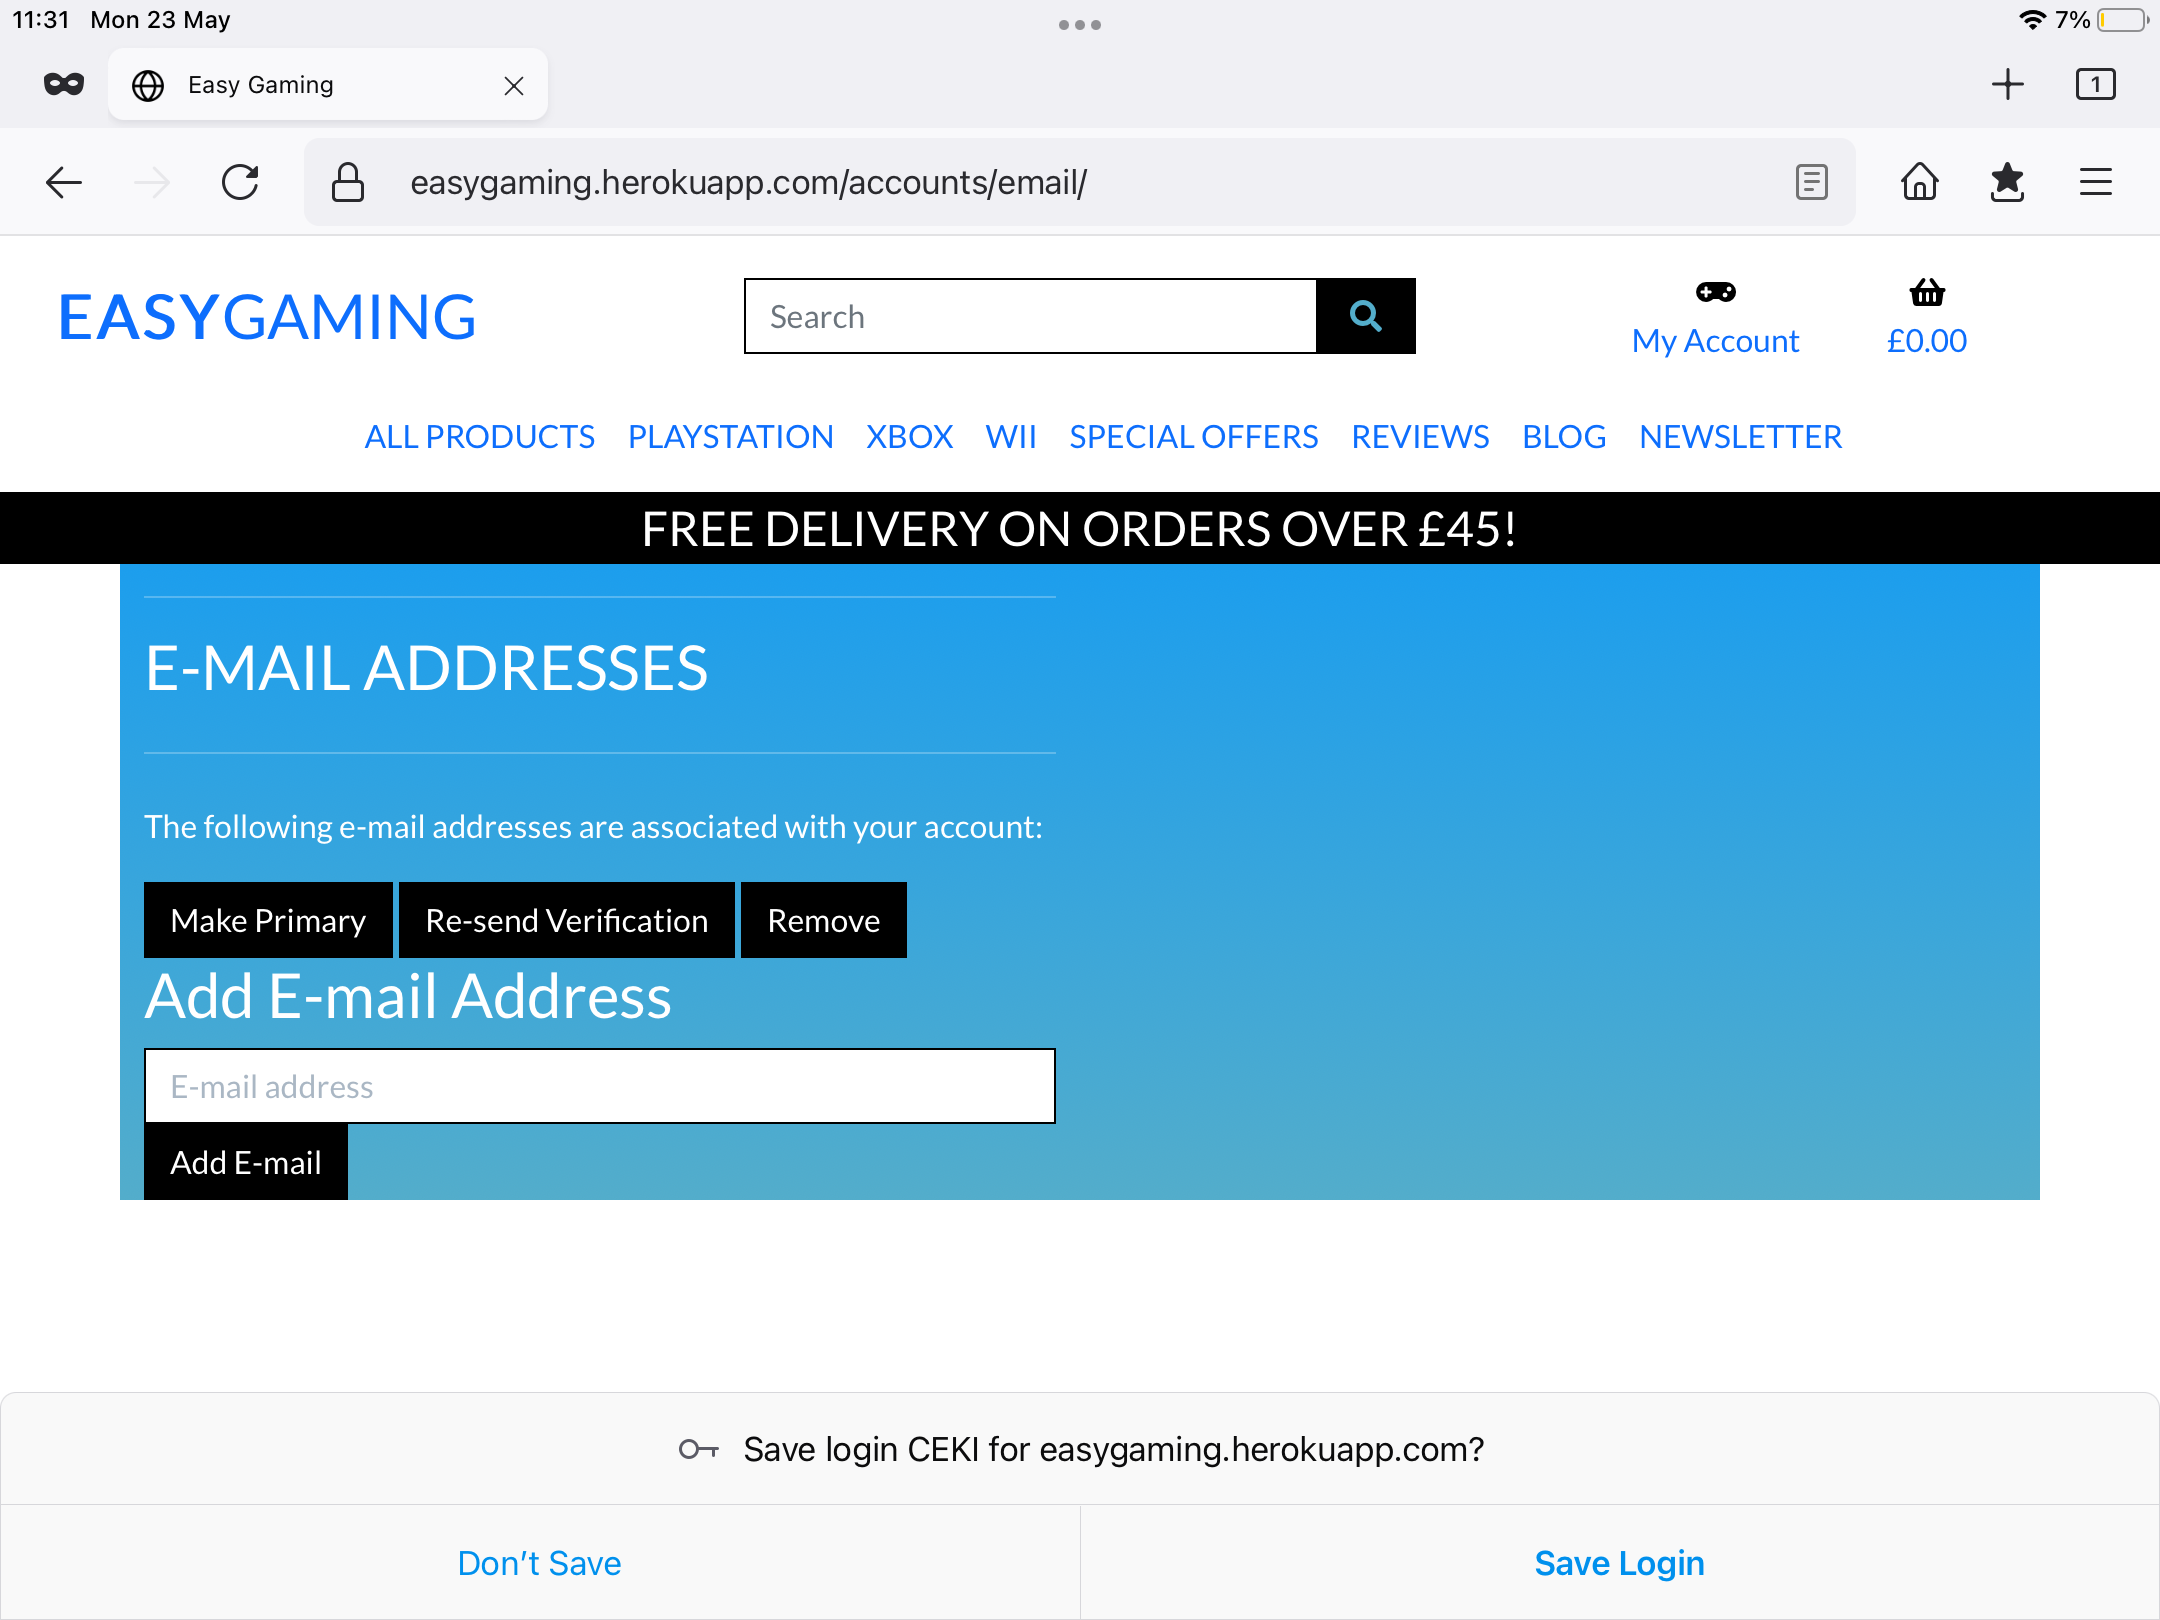 11:31 Mon 23 May
7%
Easy Gaming
1
easygaming.herokuapp.com/accounts/email/
EASYGAMING
Search
My Account
£0.00
ALL PRODUCTS PLAYSTATION XBOX WII SPECIAL OFFERS REVIEWS BLOG NEWSLETTER
FREE DELIVERY ON ORDERS OVER £45!
E-MAIL ADDRESSES
The following e-mail addresses are associated with your account:
Make Primary Re-send Verification Remove
Add E-mail Address
E-mail address
Add E-mail
Save login CEKI for easygaming.herokuapp.com?
Don't Save
Save Login